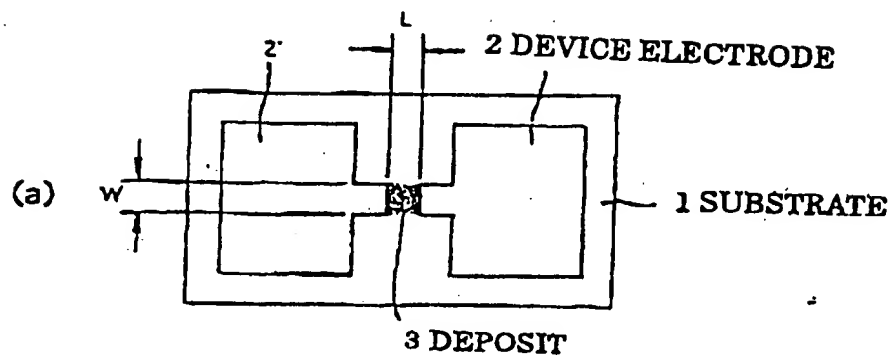 L
2' 2 DEVICE ELECTRODE
(a) W
1 SUBSTRATE
3 DEPOSIT